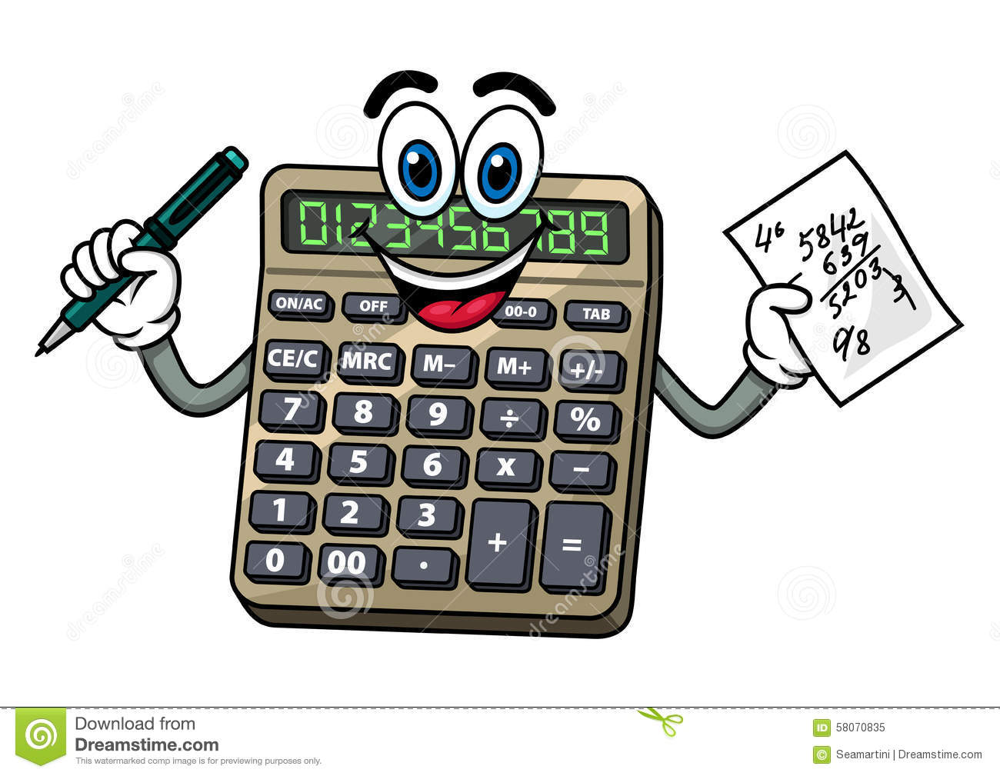 0123456789
ON/AC OFF 00-0 TAB
CE/C MRC M– M+ +/-
7 8 9 ÷ %
4 5 6 x –
1 2 3 + =
0 00 .
46
5842
639
5203
98
dreamstime
Download from
Dreamstime.com
This watermarked comp image is for previewing purposes only.
ID 58070835
© Seamartini | Dreamstime.com